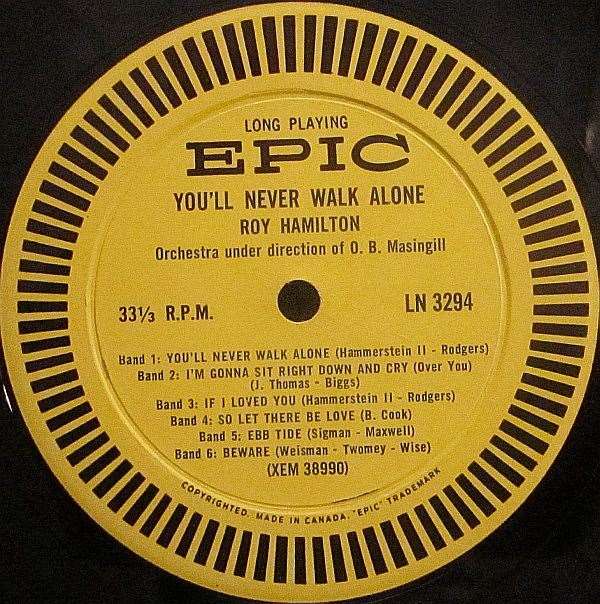 LONG PLAYING
EPIC
YOU'LL NEVER WALK ALONE
ROY HAMILTON
Orchestra under direction of O. B. Masingill
33⅓ R.P.M.
LN 3294
Band 1: YOU'LL NEVER WALK ALONE (Hammerstein II - Rodgers)
Band 2: I'M GONNA SIT RIGHT DOWN AND CRY (Over You)
(J. Thomas - Biggs)
Band 3: IF I LOVED YOU (Hammerstein II - Rodgers)
Band 4: SO LET THERE BE LOVE (B. Cook)
Band 5: EBB TIDE (Sigman - Maxwell)
Band 6: BEWARE (Weisman - Twomey - Wise)
(XEM 38990)
COPYRIGHTED. MADE IN CANADA. "EPIC" TRADEMARK